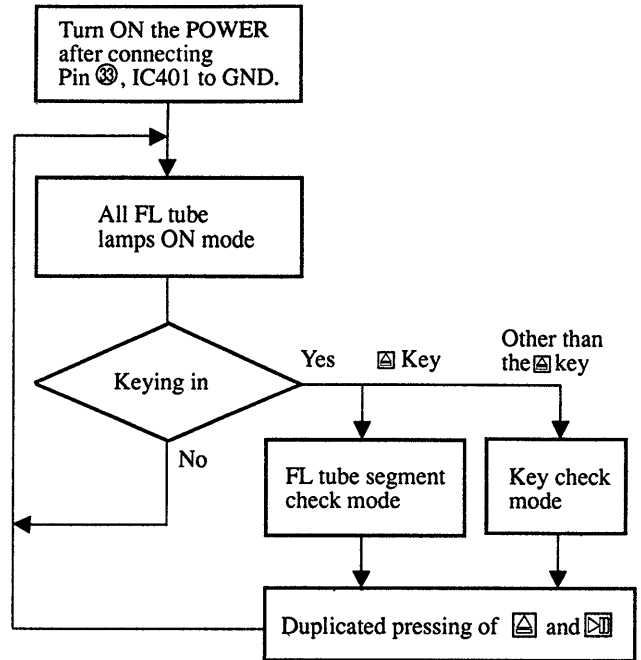 Turn ON the POWER
after connecting
Pin ㉝, IC401 to GND.
All FL tube
lamps ON mode
Keying in
Yes ⏏ Key
Other than
the ⏏ key
No
FL tube segment
check mode
Key check
mode
Duplicated pressing of ⏏ and ⏯